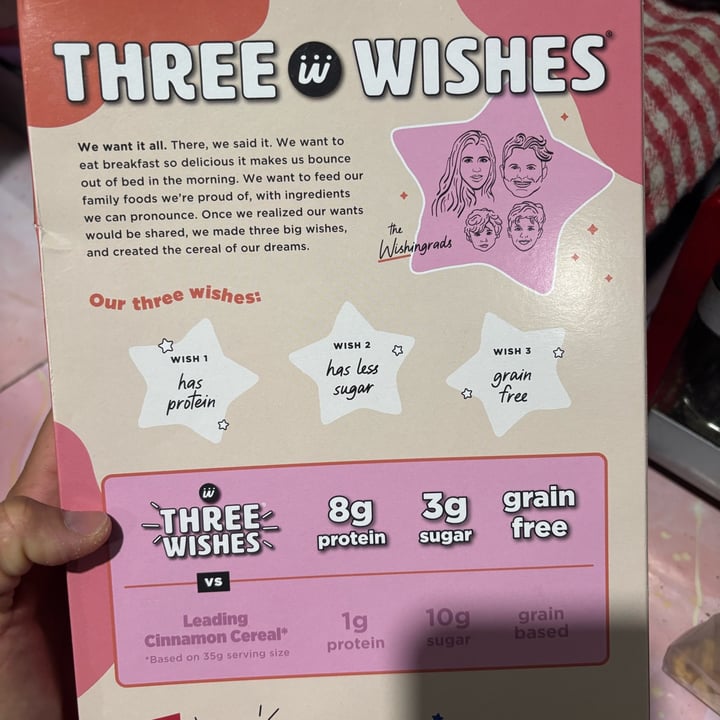 THREE WISHES®
We want it all. There, we said it. We want to
eat breakfast so delicious it makes us bounce
out of bed in the morning. We want to feed our
family foods we're proud of, with ingredients
we can pronounce. Once we realized our wants
would be shared, we made three big wishes,
and created the cereal of our dreams.
the
Wishingrads
Our three wishes:
WISH 1
has
protein
WISH 2
has less
sugar
WISH 3
grain
free
THREE
WISHES
8g
protein
3g
sugar
grain
free
VS
Leading
Cinnamon Cereal*
*Based on 35g serving size
1g
protein
10g
sugar
grain
based